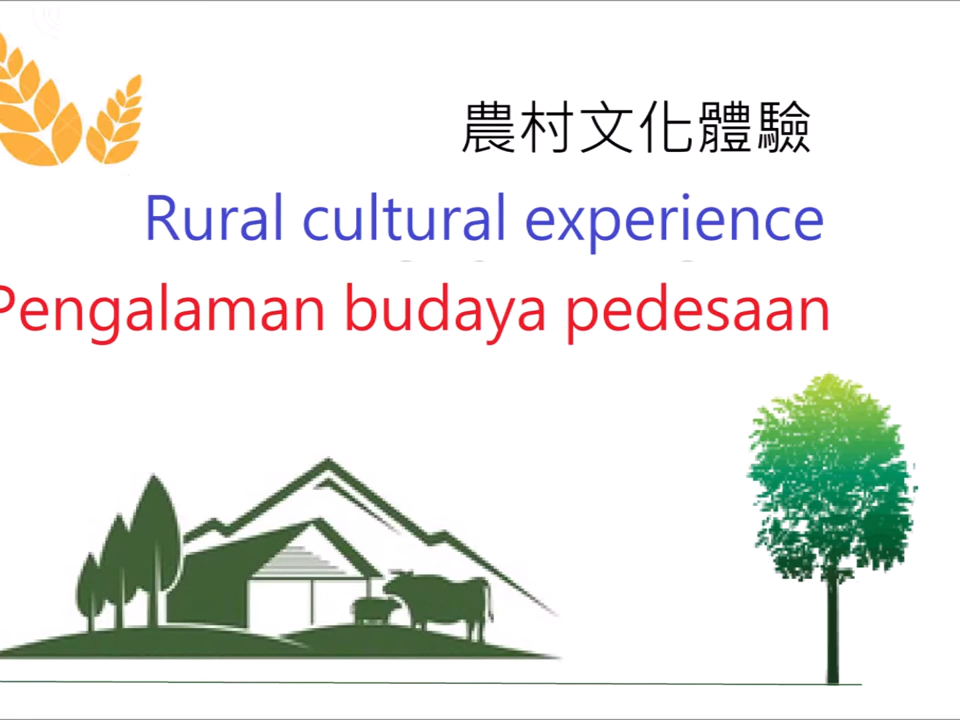 農村文化體驗
Rural cultural experience
Pengalaman budaya pedesaan